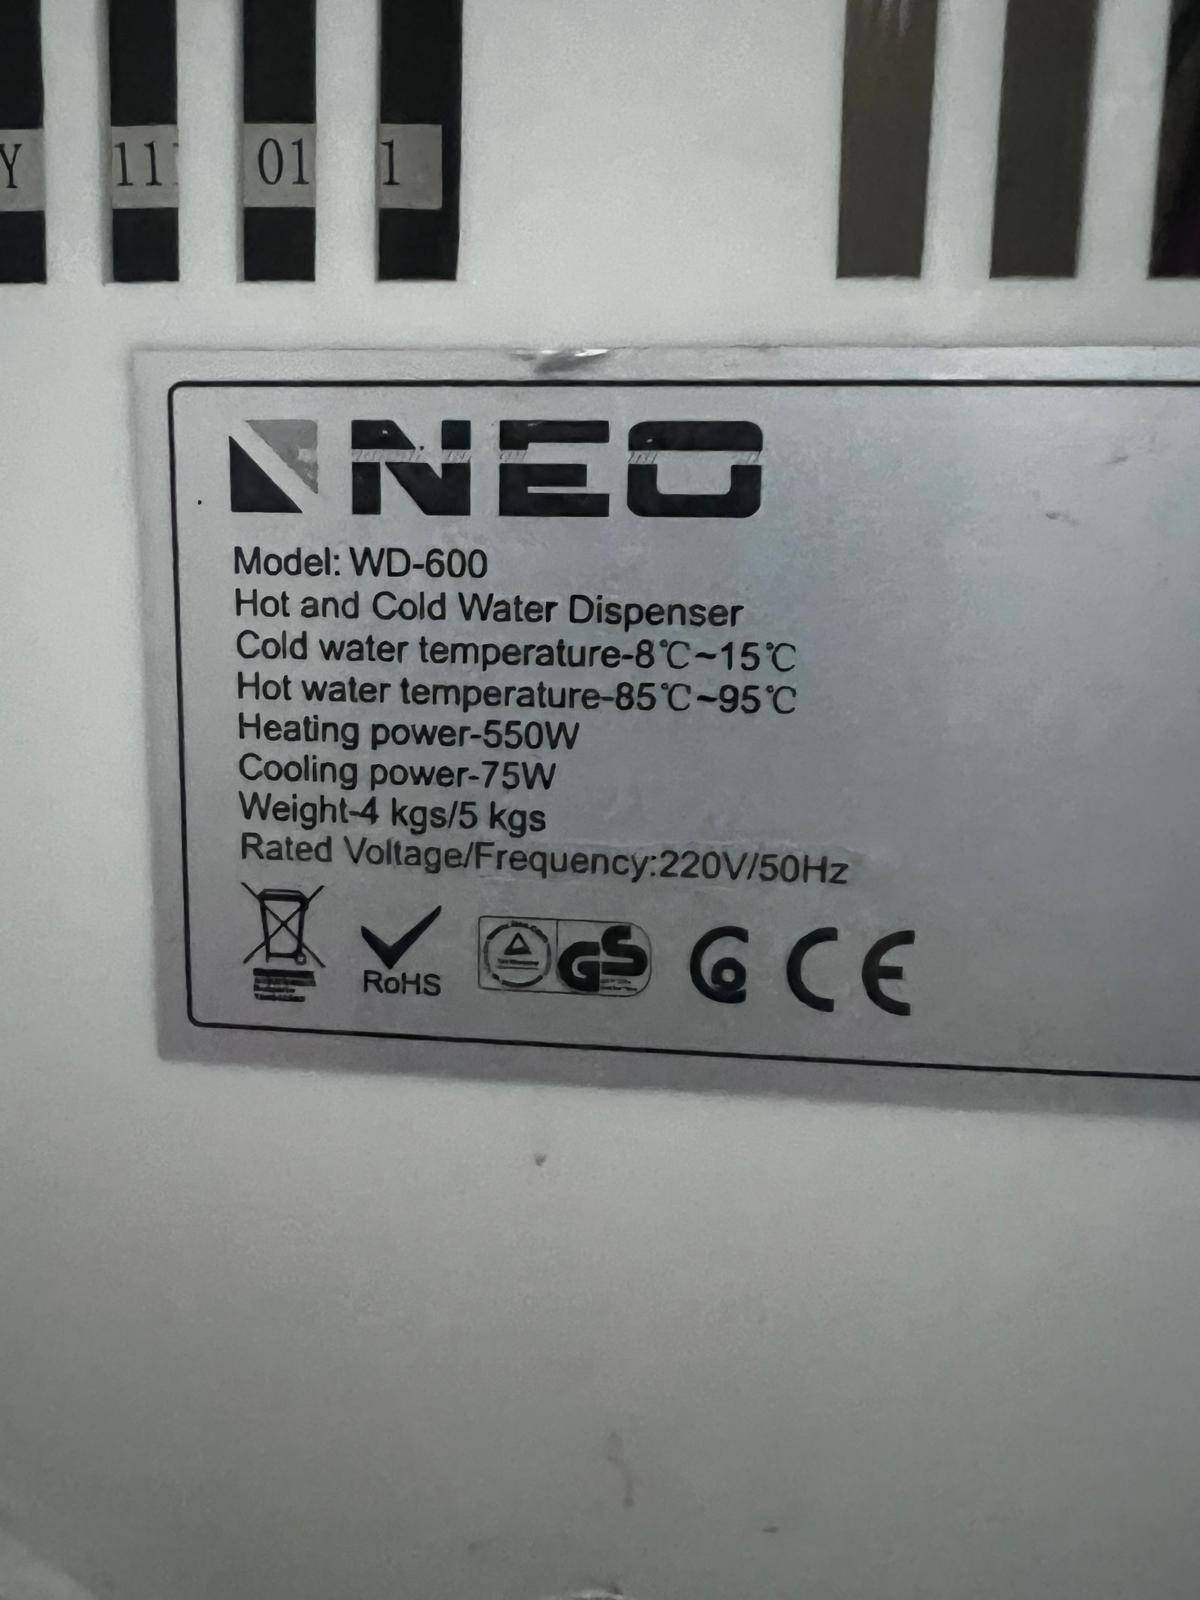 Y 11 01 1
NEO
Model: WD-600
Hot and Cold Water Dispenser
Cold water temperature-8℃~15℃
Hot water temperature-85℃~95℃
Heating power-550W
Cooling power-75W
Weight-4 kgs/5 kgs
Rated Voltage/Frequency:220V/50Hz
RoHS GS CE